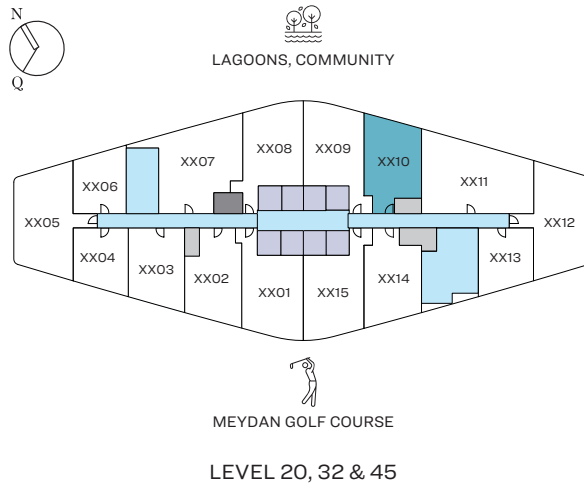 N
Q
LAGOONS, COMMUNITY
XX08
XX09
XX07
XX10
XX06
XX11
XX05
XX12
XX04
XX03
XX02
XX01
XX15
XX14
XX13
MEYDAN GOLF COURSE
LEVEL 20, 32 & 45